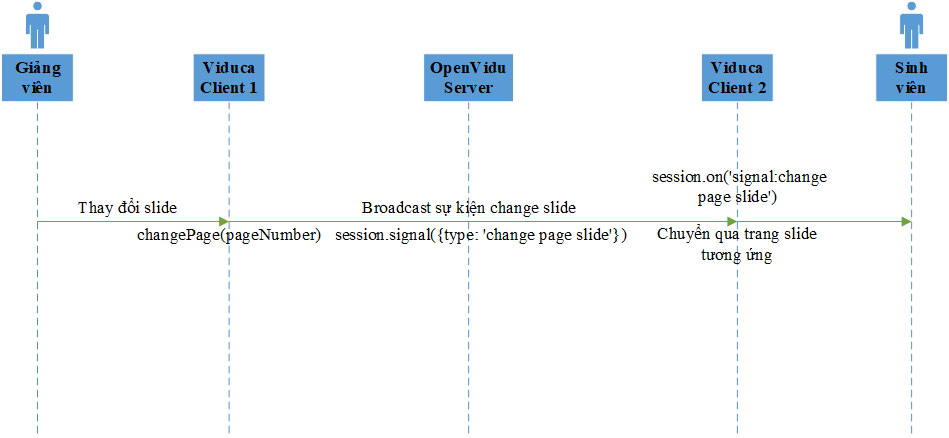 Giảng
viên
Viduca
Client 1
OpenVidu
Server
Viduca
Client 2
Sinh
viên
session.on('signal:change
page slide')
Thay đổi slide
Broadcast sự kiện change slide
changePage(pageNumber)
session.signal({type: 'change page slide'})
Chuyển qua trang slide
tương ứng